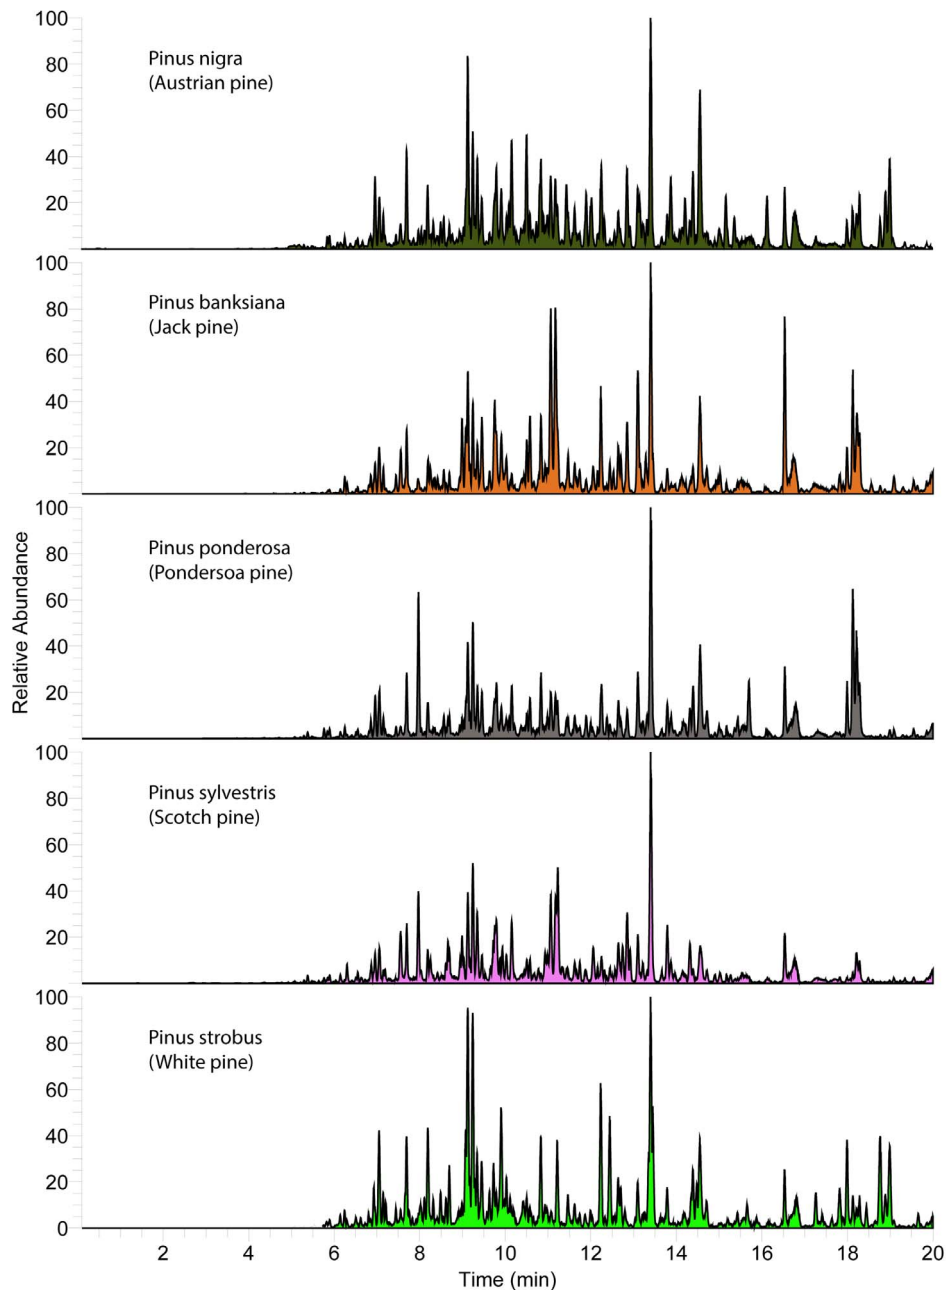 100
80
60
40
20
Pinus nigra
(Austrian pine)
100
80
60
40
20
Pinus banksiana
(Jack pine)
100
80
60
40
20
Pinus ponderosa
(Pondersoa pine)
Relative Abundance
100
80
60
40
20
Pinus sylvestris
(Scotch pine)
100
80
60
40
20
0
Pinus strobus
(White pine)
2 4 6 8 10 12 14 16 18 20
Time (min)